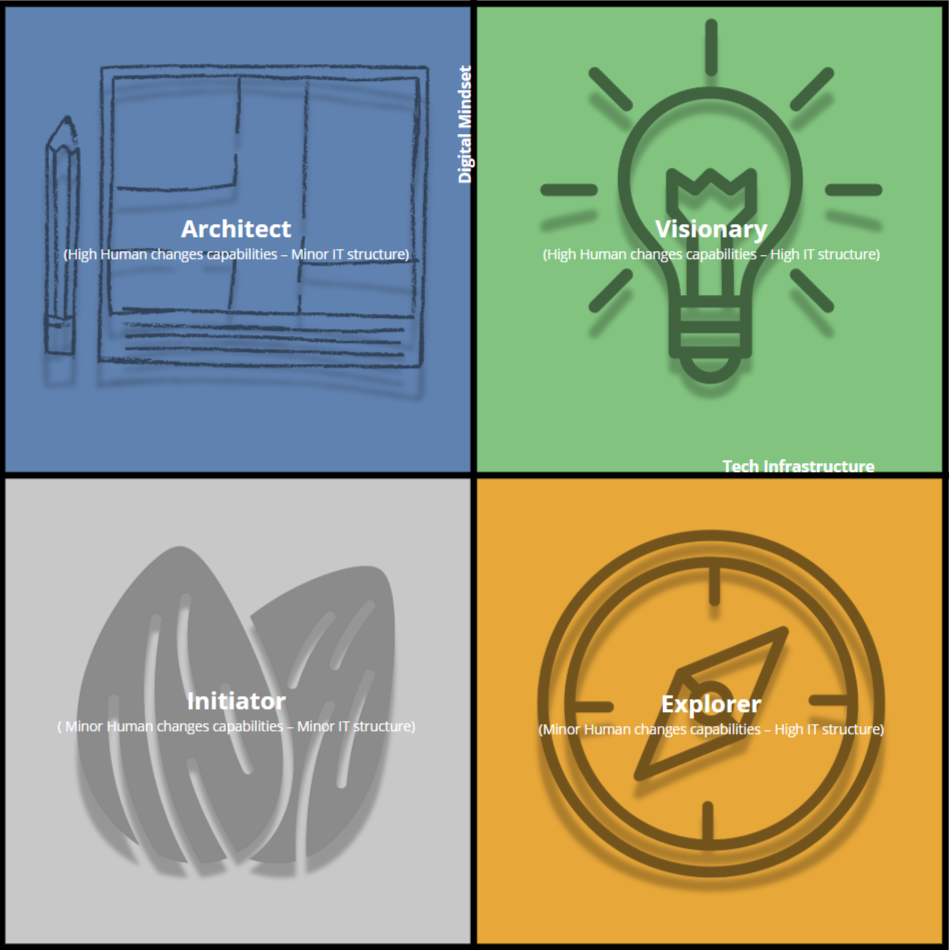 Digital Mindset
Architect
(High Human changes capabilities – Minor IT structure)
Visionary
(High Human changes capabilities – High IT structure)
Tech Infrastructure
Initiator
( Minor Human changes capabilities – Minor IT structure)
Explorer
(Minor Human changes capabilities – High IT structure)